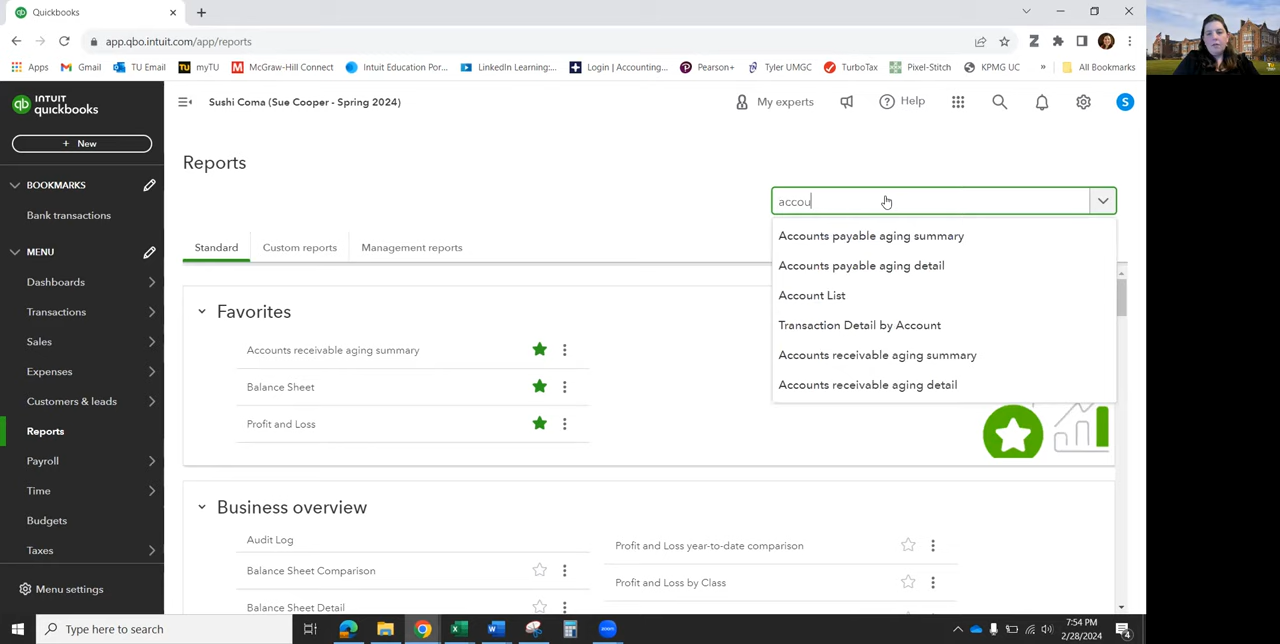 Quickbooks
app.qbo.intuit.com/app/reports
Apps
Gmail
TU Email
TU
myTU
McGraw-Hill Connect
Intuit Education Por...
LinkedIn Learning:...
Login | Accounting...
Pearson+
Tyler UMGC
TurboTax
Pixel-Stitch
KPMG UC
»
All Bookmarks
INTUIT
quickbooks
Sushi Coma (Sue Cooper - Spring 2024)
My experts
Help
S
+ New
BOOKMARKS
Bank transactions
MENU
Dashboards
Transactions
Sales
Expenses
Customers & leads
Reports
Payroll
Time
Budgets
Taxes
Menu settings
Reports
accou
Accounts payable aging summary
Accounts payable aging detail
Account List
Transaction Detail by Account
Accounts receivable aging summary
Accounts receivable aging detail
Standard
Custom reports
Management reports
Favorites
Accounts receivable aging summary
Balance Sheet
Profit and Loss
Business overview
Audit Log
Balance Sheet Comparison
Balance Sheet Detail
Profit and Loss year-to-date comparison
Profit and Loss by Class
Type here to search
zoom
7:54 PM
2/28/2024
4